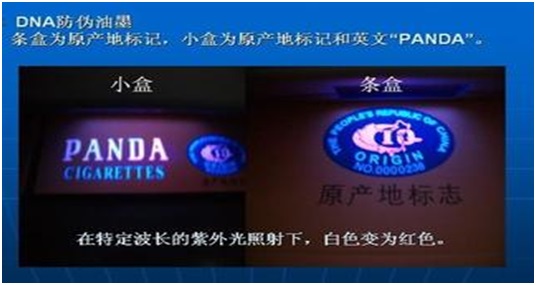 DNA防伪油墨
条盒为原产地标记，小盒为原产地标记和英文“PANDA”。
小盒
条盒
PANDA
CIGARETTES
THE PEOPLE'S REPUBLIC OF CHINA
ORIGIN
NO.0000238
原产地标志
在特定波长的紫外光照射下，白色变为红色。